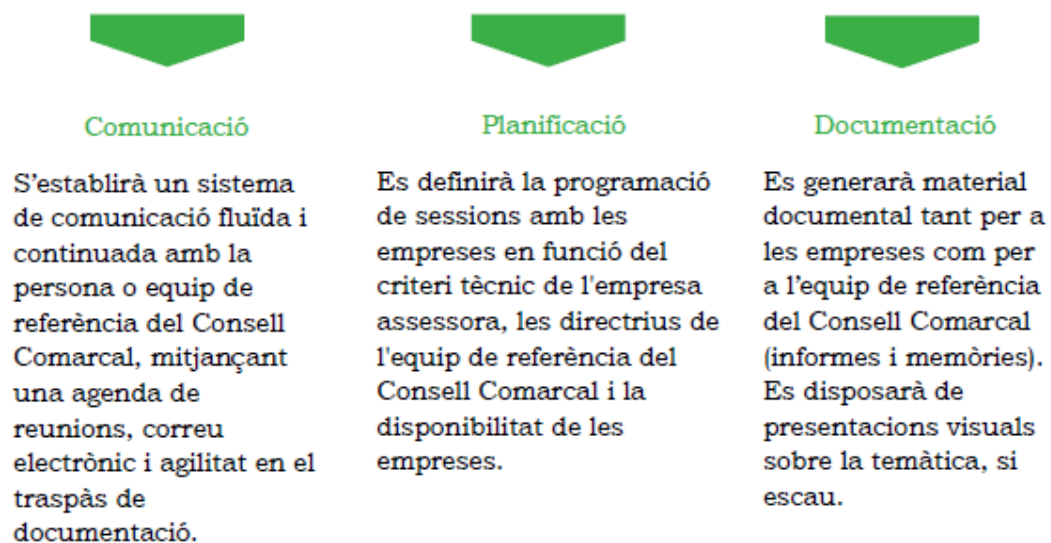 Comunicació
S'establirà un sistema
de comunicació fluïda i
continuada amb la
persona o equip de
referència del Consell
Comarcal, mitjançant
una agenda de
reunions, correu
electrònic i agilitat en el
traspàs de
documentació.
Planificació
Es definirà la programació
de sessions amb les
empreses en funció del
criteri tècnic de l'empresa
assessora, les directrius de
l'equip de referència del
Consell Comarcal i la
disponibilitat de les
empreses.
Documentació
Es generarà material
documental tant per a
les empreses com per
a l'equip de referència
del Consell Comarcal
(informes i memòries).
Es disposarà de
presentacions visuals
sobre la temàtica, si
escau.